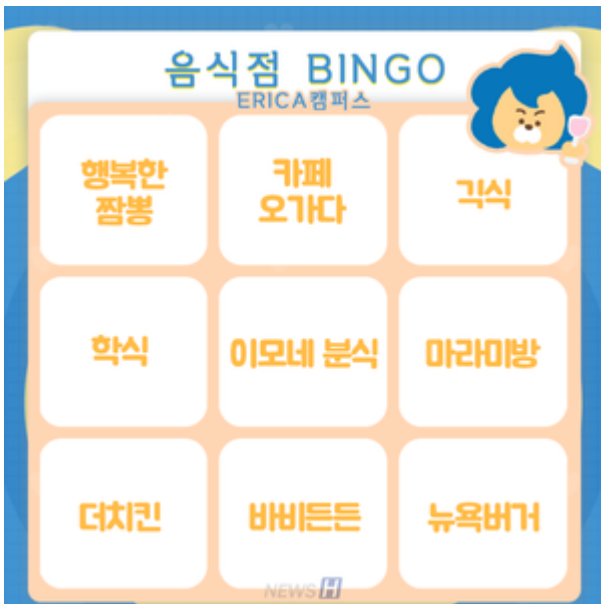 음식점 BINGO
ERICA캠퍼스
행복한
짬뽕
카페
오가다
긱식
학식
이모네 분식
마라미방
더치킨
바비든든
뉴욕버거
NEWS H